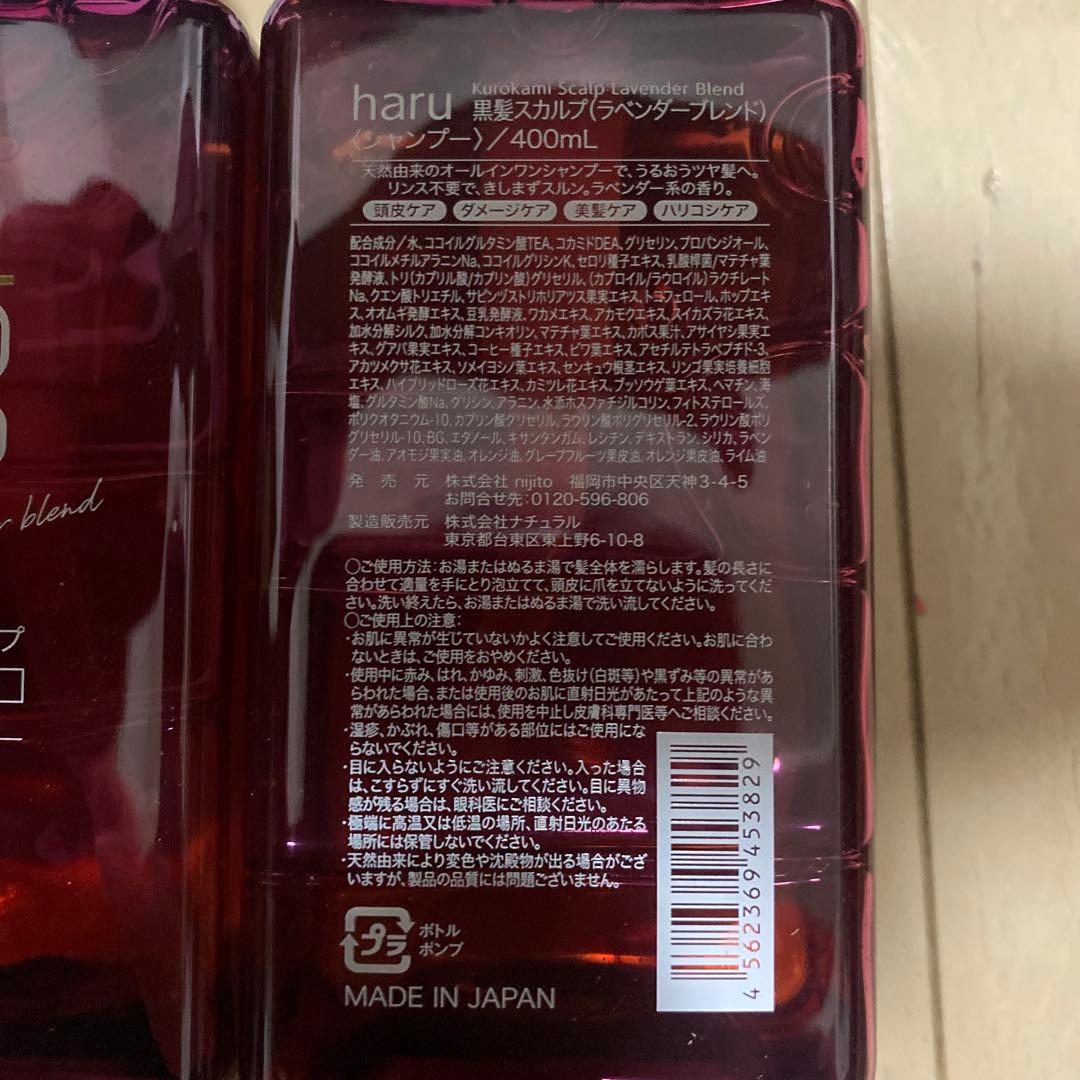 haru
Kurokami Scalp Lavender Blend
黒髪スカルプ(ラベンダーブレンド)
〈シャンプー〉/400mL
天然由来のオールインワンシャンプーで、うるおうツヤ髪へ。
リンス不要で、きしまずスルン。ラベンダー系の香り。
頭皮ケア ダメージケア 美髪ケア ハリコシケア
配合成分/水、ココイルグルタミン酸TEA、コカミドDEA、グリセリン、プロパンジオール、
ココイルメチルアラニンNa、ココイルグリシンK、セロリ種子エキス、乳酸桿菌/マテチャ葉
発酵液、トリ(カプリル酸/カプリン酸)グリセリル、(カプロイル/ラウロイル)ラクチレート
Na、クエン酸トリエチル、サピンヅストリホリアツス果実エキス、トコフェロール、ホップエキ
ス、オオムギ発酵エキス、豆乳発酵液、ワカメエキス、アカモクエキス、スイカズラ花エキス、
加水分解シルク、加水分解コンキオリン、マテチャ葉エキス、カボス果汁、アサイヤシ果実エ
キス、グアバ果実エキス、コーヒー種子エキス、ビワ葉エキス、アセチルテトラペプチド-3、
アカツメクサ花エキス、ソメイヨシノ葉エキス、センキュウ根茎エキス、リンゴ果実培養細胞
エキス、ハイブリッドローズ花エキス、カミツレ花エキス、ブッソウゲ葉エキス、ヘマチン、海
塩、グルタミン酸Na、グリシン、アラニン、水添ホスファチジルコリン、フィトステロールズ、
ポリクオタニウム-10、カプリン酸グリセリル、ラウリン酸ポリグリセリル-2、ラウリン酸ポリ
グリセリル-10、BG、エタノール、キサンタンガム、レシチン、デキストラン、シリカ、ラベン
ダー油、アオモジ果実油、オレンジ油、グレープフルーツ果皮油、オレンジ果皮油、ライム油
発 売 元 株式会社 nijito 福岡市中央区天神3-4-5
お問合せ先:0120-596-806
製造販売元 株式会社ナチュラル
東京都台東区東上野6-10-8
○ご使用方法:お湯またはぬるま湯で髪全体を濡らします。髪の長さに
合わせて適量を手にとり泡立てて、頭皮に爪を立てないように洗ってくだ
さい。洗い終えたら、お湯またはぬるま湯で洗い流してください。
○ご使用上の注意:
・お肌に異常が生じていないかよく注意してご使用ください。お肌に合わ
ないときは、ご使用をおやめください。
・使用中に赤み、はれ、かゆみ、刺激、色抜け(白斑等)や黒ずみ等の異常があ
らわれた場合、または使用後のお肌に直射日光があたって上記のような異
常があらわれた場合には、使用を中止し皮膚科専門医等へご相談ください。
・湿疹、かぶれ、傷口等がある部位にはご使用にな
らないでください。
・目に入らないようにご注意ください。入った場合
は、こすらずにすぐ洗い流してください。目に異物
感が残る場合は、眼科医にご相談ください。
・極端に高温又は低温の場所、直射日光のあたる
場所には保管しないでください。
・天然由来により変色や沈殿物が出る場合がござ
いますが、製品の品質には問題ございません。
プラ
ボトル
ポンプ
MADE IN JAPAN
4 562369 453829
blend
プ